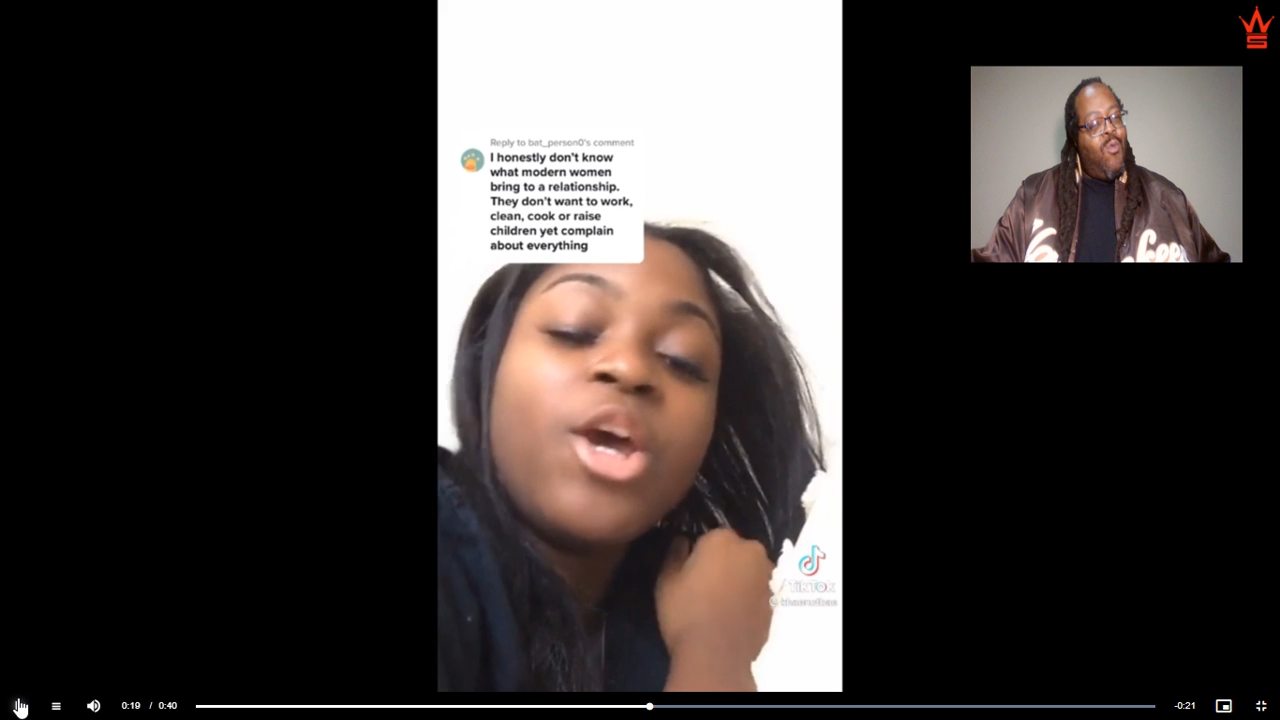 Reply to bat_person0's comment
I honestly don't know
what modern women
bring to a relationship.
They don't want to work,
clean, cook or raise
children yet complain
about everything
TikTok
0:19 / 0:40
-0:21